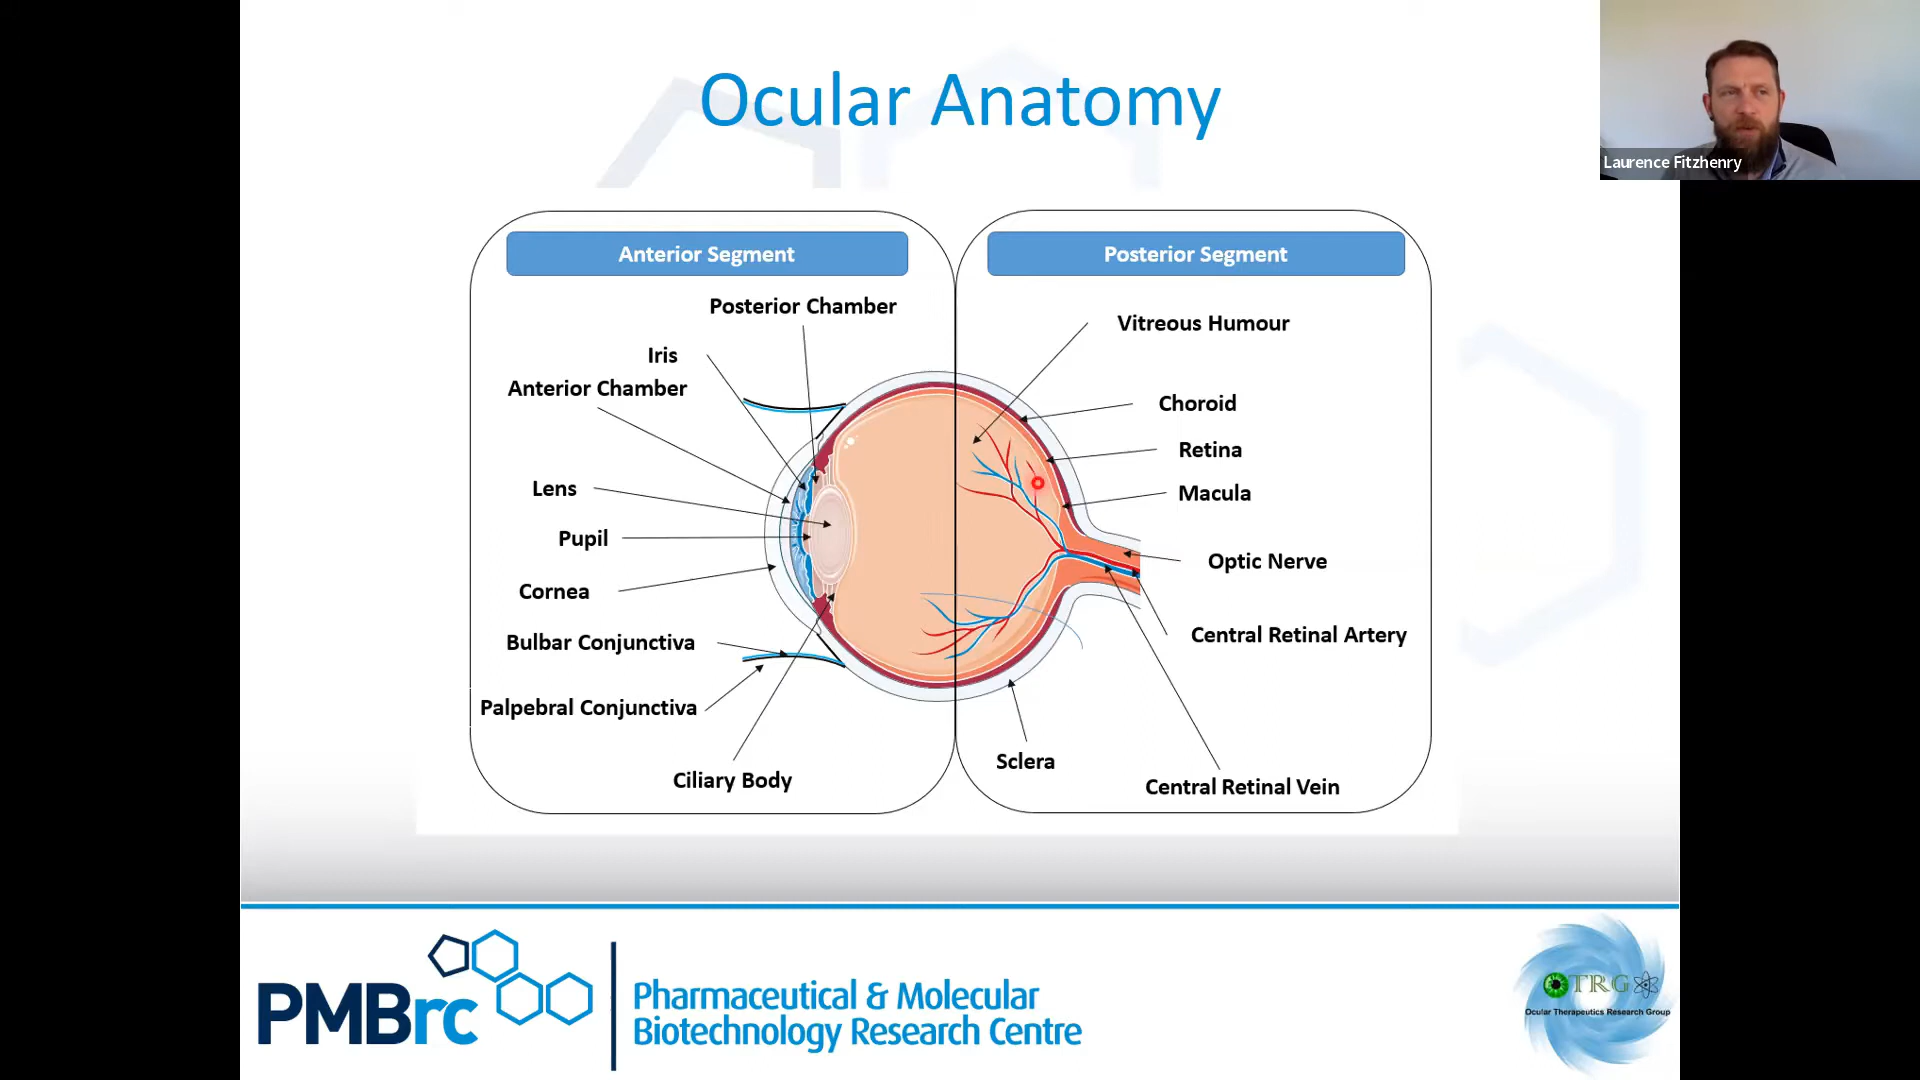 Ocular Anatomy
Laurence Fitzhenry
Anterior Segment
Posterior Chamber
Iris
Anterior Chamber
Lens
Pupil
Cornea
Bulbar Conjunctiva
Palpebral Conjunctiva
Ciliary Body
Posterior Segment
Vitreous Humour
Choroid
Retina
Macula
Optic Nerve
Central Retinal Artery
Sclera
Central Retinal Vein
PMBrc
Pharmaceutical & Molecular
Biotechnology Research Centre
OTRG
Ocular Therapeutics Research Group